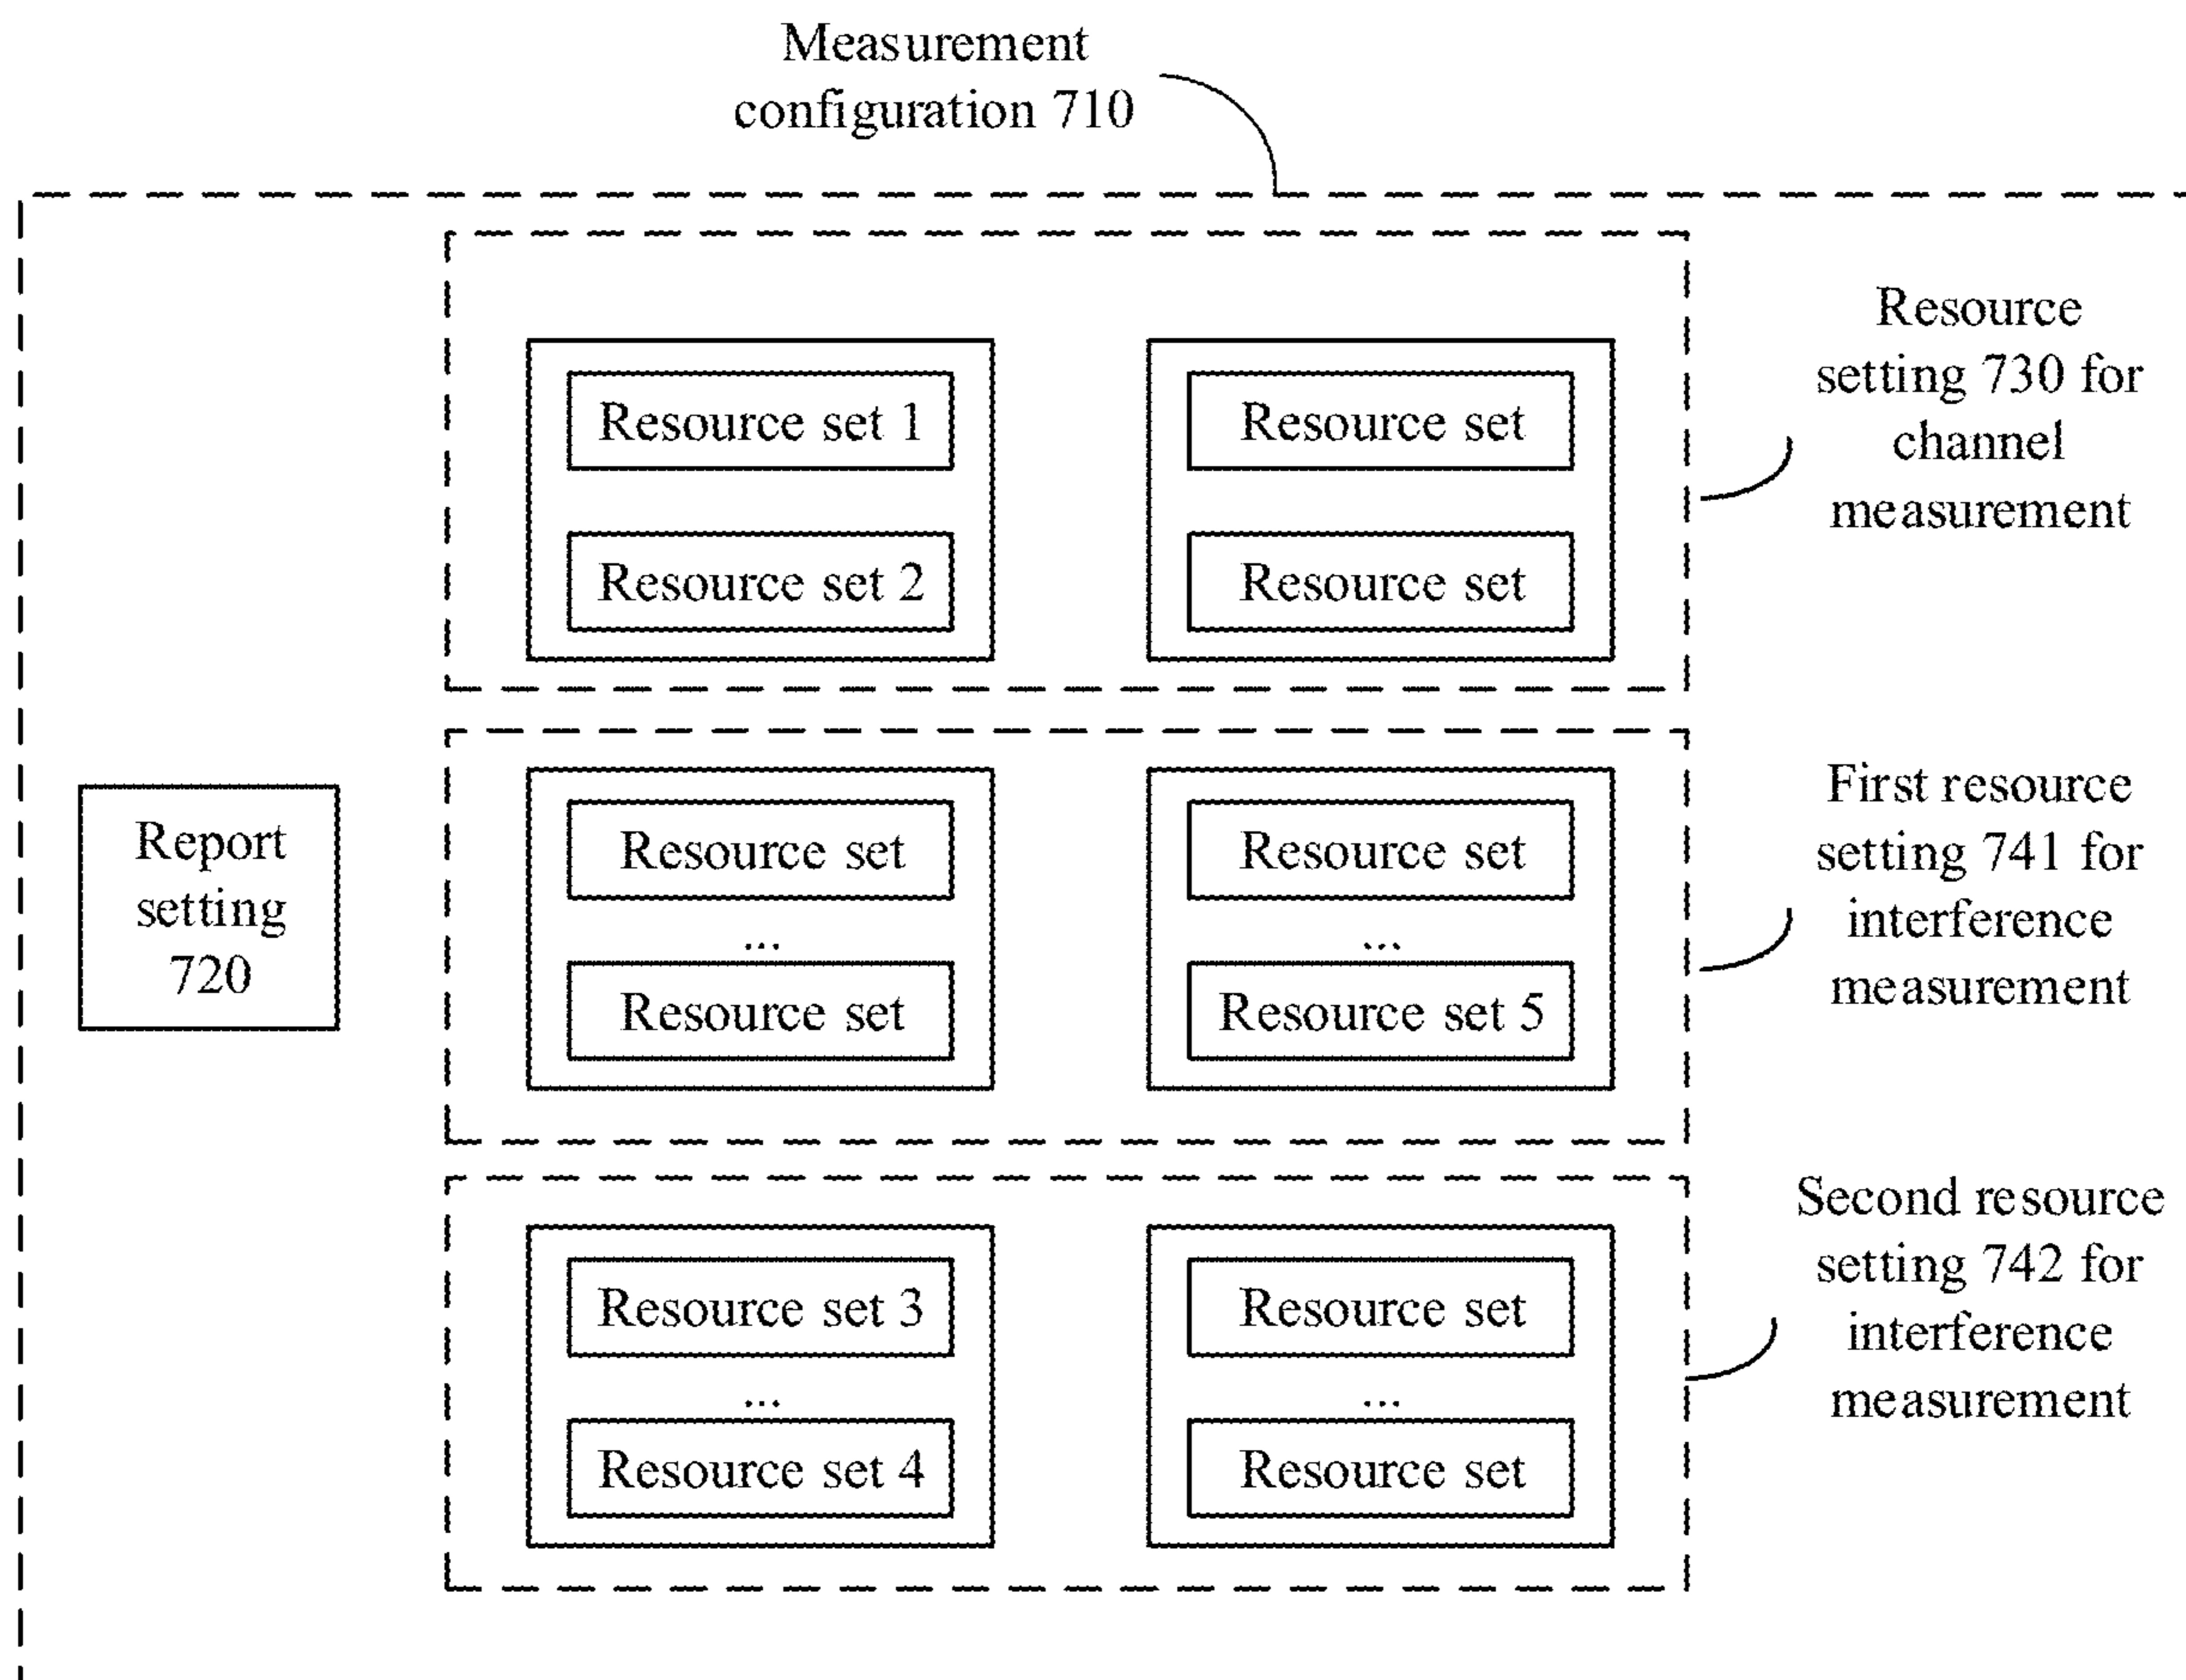 Measurement
configuration 710
Resource set 1
Resource set
Resource set 2
Resource set
Resource
setting 730 for
channel
measurement
Report
setting
720
Resource set
Resource set
...
...
Resource set
Resource set 5
First resource
setting 741 for
interference
measurement
Resource set 3
Resource set
...
...
Resource set 4
Resource set
Second resource
setting 742 for
interference
measurement